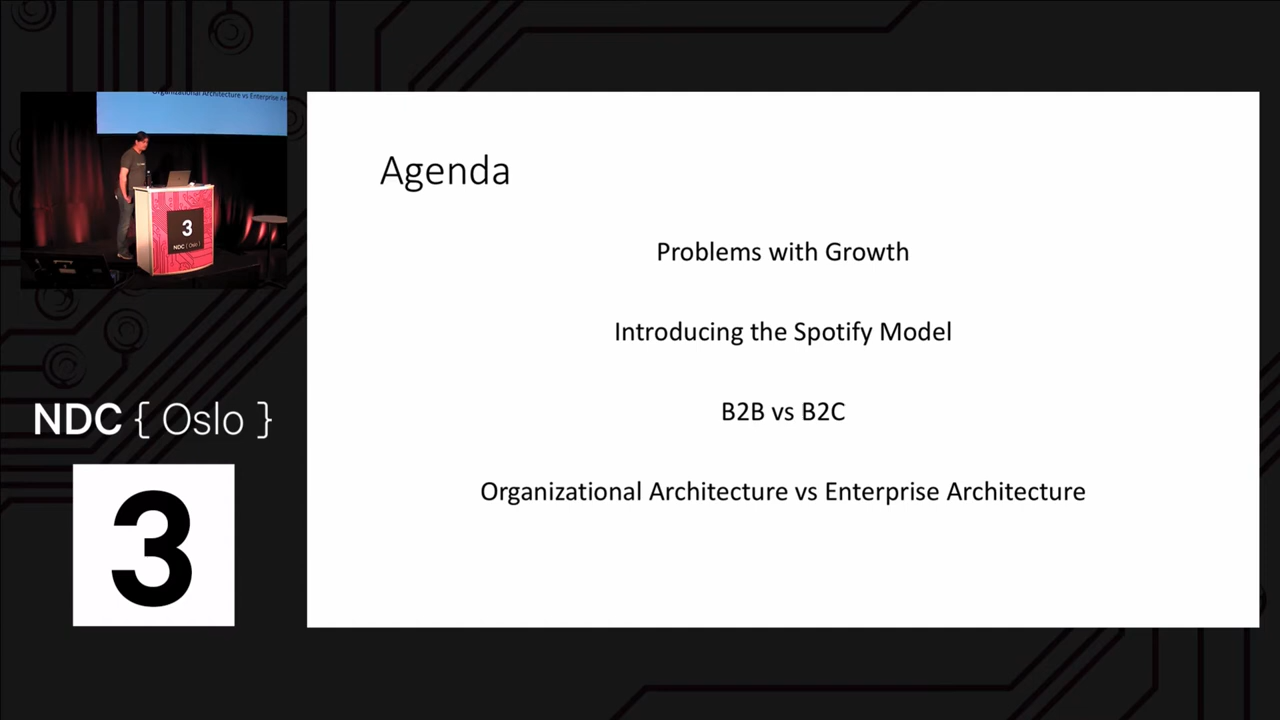 Organizational Architecture vs Enterprise
3
NDC { Oslo }
Agenda
Problems with Growth
Introducing the Spotify Model
B2B vs B2C
Organizational Architecture vs Enterprise Architecture
NDC { Oslo }
3